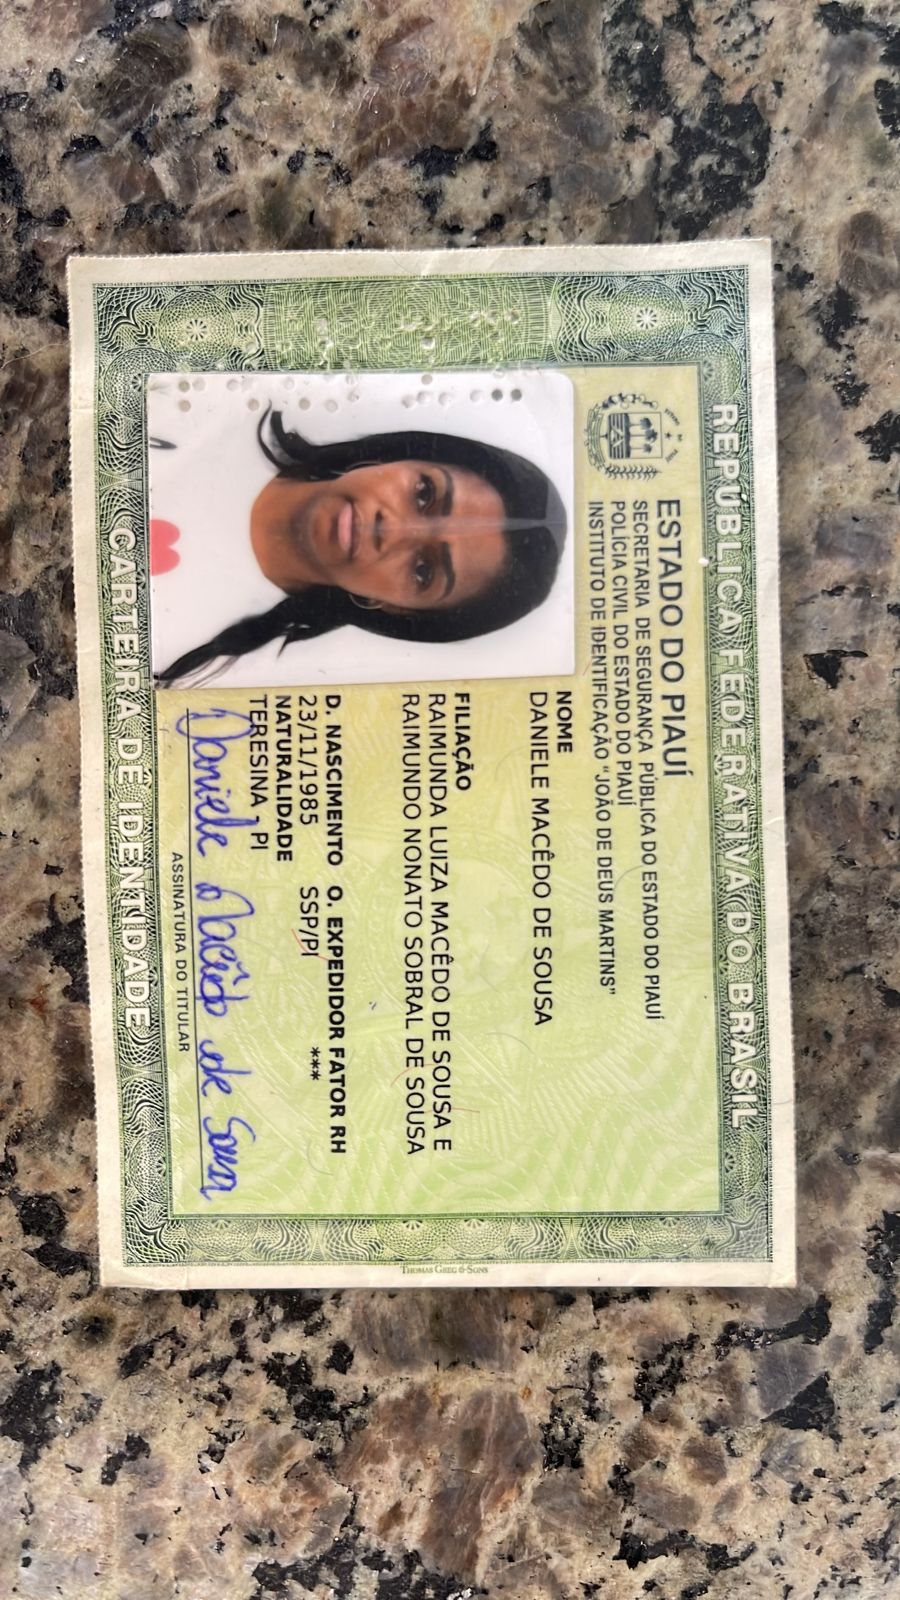 REPÚBLICA FEDERATIVA DO BRASIL
ESTADO DO PIAUÍ
SECRETARIA DE SEGURANÇA PÚBLICA DO ESTADO DO PIAUÍ
POLÍCIA CIVIL DO ESTADO DO PIAUÍ
INSTITUTO DE IDENTIFICAÇÃO "JOÃO DE DEUS MARTINS"
NOME
DANIELE MACÊDO DE SOUSA
FILIAÇÃO
RAIMUNDA LUIZA MACÊDO DE SOUSA E
RAIMUNDO NONATO SOBRAL DE SOUSA
D. NASCIMENTO O. EXPEDIDOR FATOR RH
23/11/1985 SSP/PI ***
NATURALIDADE
TERESINA - PI
Daniele Macêdo de Sousa
ASSINATURA DO TITULAR
CARTEIRA DE IDENTIDADE
THOMAS GREG & SONS